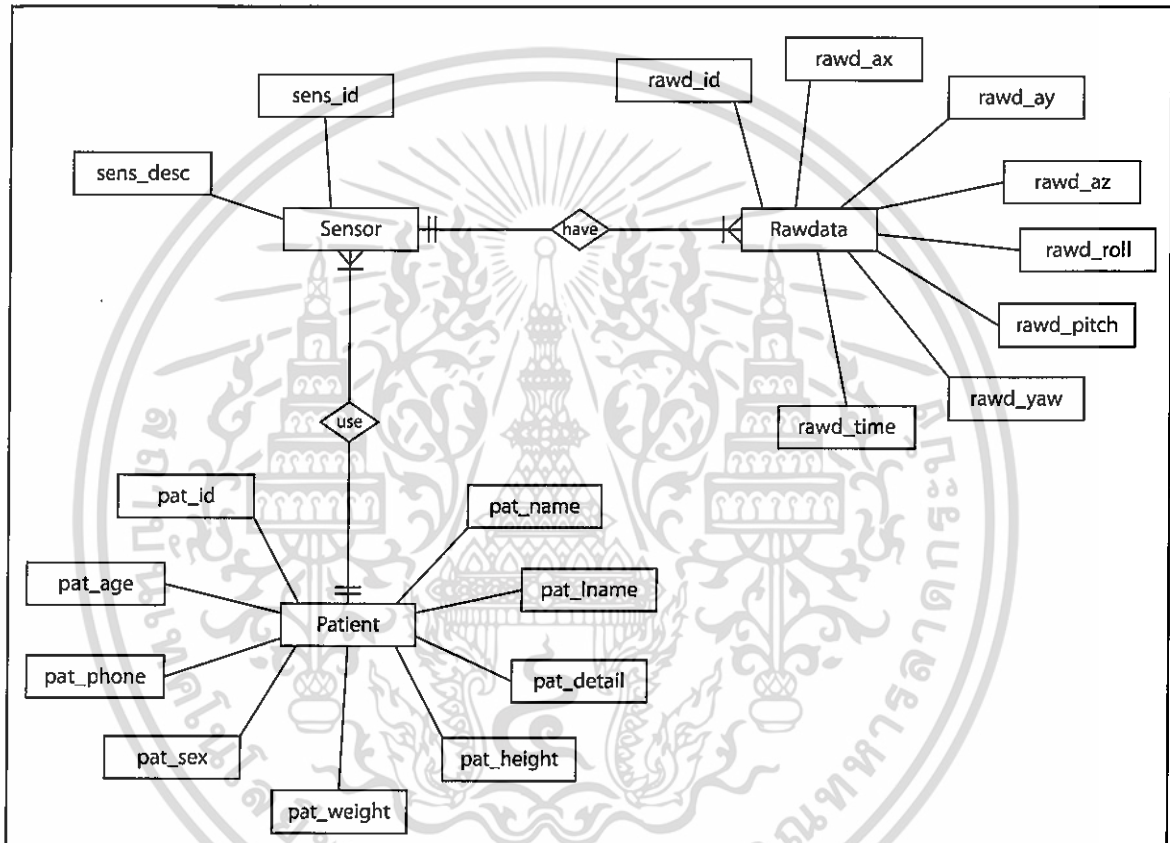 sens_id
sens_desc
Sensor
have
rawd_id
rawd_ax
rawd_ay
rawd_az
Rawdata
rawd_roll
rawd_pitch
rawd_yaw
rawd_time
use
pat_id
pat_name
pat_age
pat_lname
Patient
pat_phone
pat_detail
pat_sex
pat_height
pat_weight